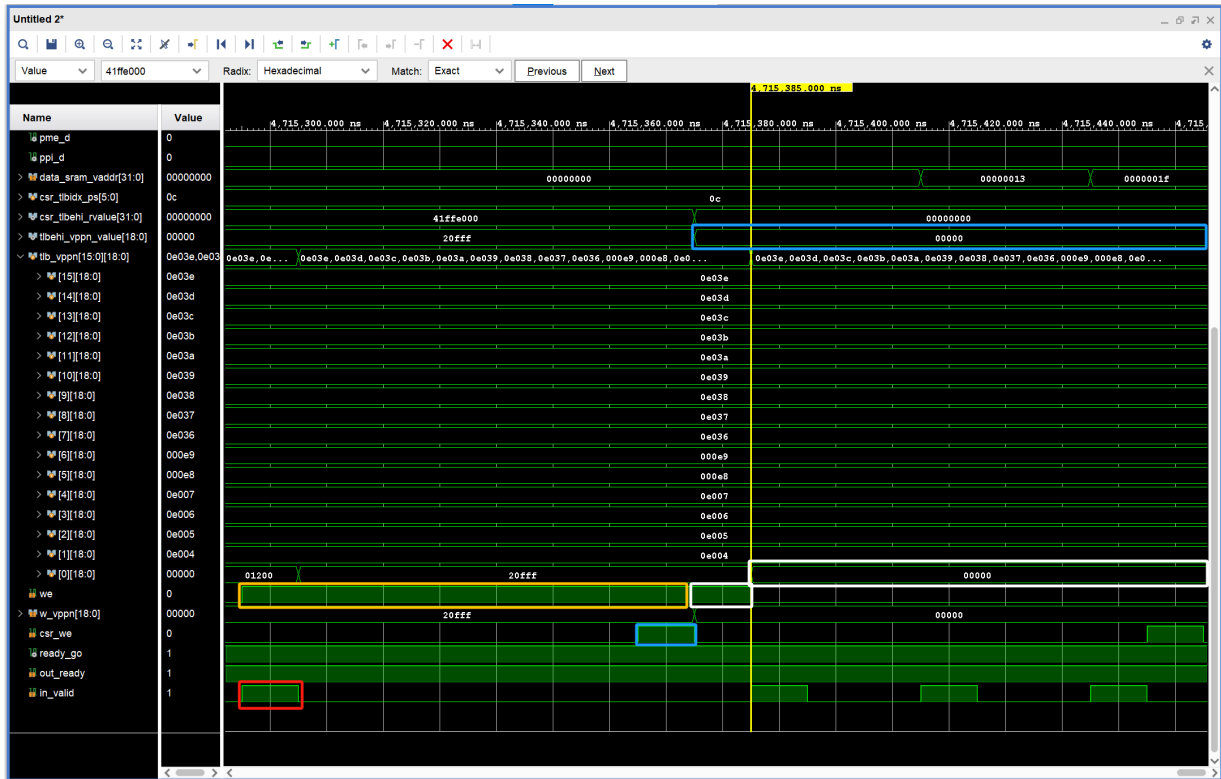 Untitled 2*
Value 41ffe000 Radix: Hexadecimal Match: Exact Previous Next
4,715,385.000 ns
Name Value
4,715,300.000 ns 4,715,320.000 ns 4,715,340.000 ns 4,715,360.000 ns 4,715,380.000 ns 4,715,400.000 ns 4,715,420.000 ns 4,715,440.000 ns 4,715,
pme_d 0
ppi_d 0
data_sram_vaddr[31:0] 00000000 00000000 00000013 0000001f
csr_tlbidx_ps[5:0] 0c 0c
csr_tlbehi_rvalue[31:0] 00000000 41ffe000 00000000
tlbehi_vppn_value[18:0] 00000 20fff 00000
tlb_vppn[15:0][18:0] 0e03e,0e03 0e03e,0e... 0e03e,0e03d,0e03c,0e03b,0e03a,0e039,0e038,0e037,0e036,000e9,000e8,0e0... 0e03e,0e03d,0e03c,0e03b,0e03a,0e039,0e038,0e037,0e036,000e9,000e8,0e0...
[15][18:0] 0e03e 0e03e
[14][18:0] 0e03d 0e03d
[13][18:0] 0e03c 0e03c
[12][18:0] 0e03b 0e03b
[11][18:0] 0e03a 0e03a
[10][18:0] 0e039 0e039
[9][18:0] 0e038 0e038
[8][18:0] 0e037 0e037
[7][18:0] 0e036 0e036
[6][18:0] 000e9 000e9
[5][18:0] 000e8 000e8
[4][18:0] 0e007 0e007
[3][18:0] 0e006 0e006
[2][18:0] 0e005 0e005
[1][18:0] 0e004 0e004
[0][18:0] 00000 01200 20fff 00000
we 0
w_vppn[18:0] 00000 20fff 00000
csr_we 0
ready_go 1
out_ready 1
in_valid 1